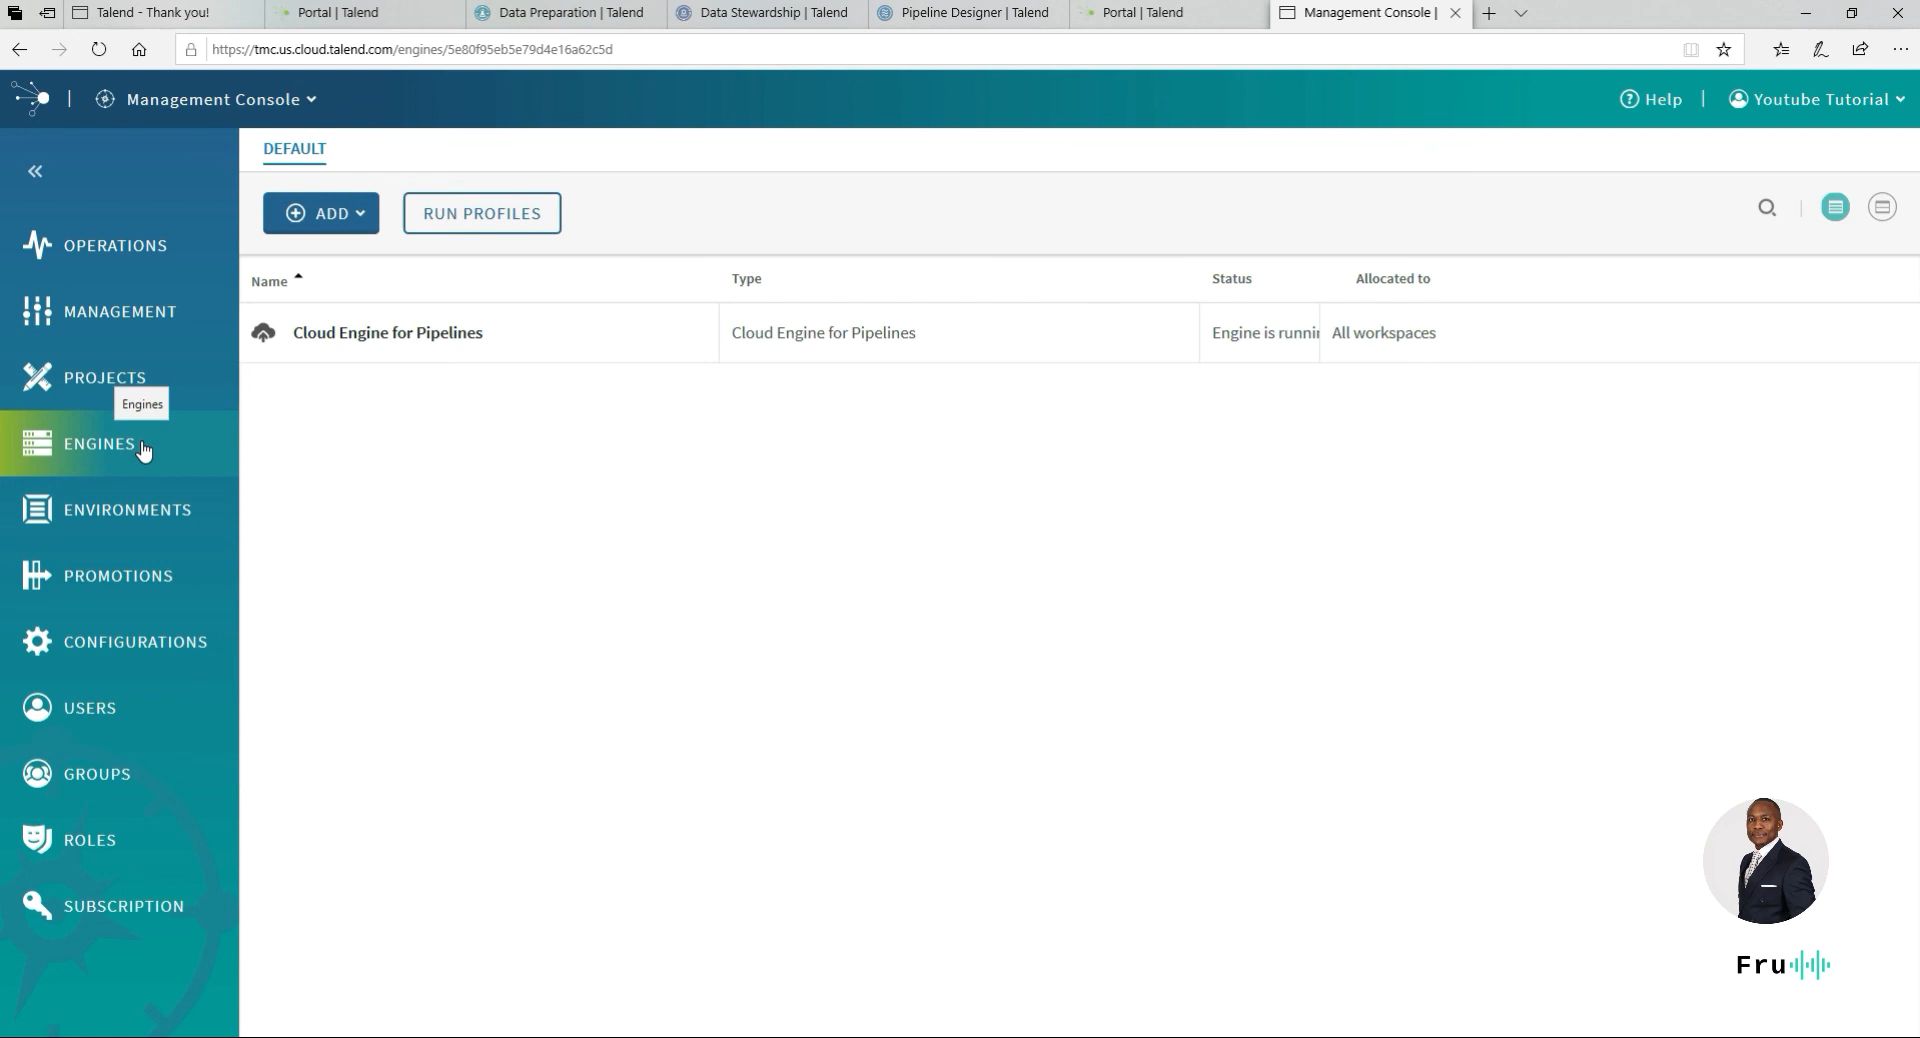 Talend - Thank you!
Portal | Talend
Data Preparation | Talend
Data Stewardship | Talend
Pipeline Designer | Talend
Portal | Talend
Management Console |
https://tmc.us.cloud.talend.com/engines/5e80f95eb5e79d4e16a62c5d
Management Console
Help
Youtube Tutorial
DEFAULT
ADD
RUN PROFILES
OPERATIONS
MANAGEMENT
PROJECTS
Engines
ENGINES
ENVIRONMENTS
PROMOTIONS
CONFIGURATIONS
USERS
GROUPS
ROLES
SUBSCRIPTION
Name Type Status Allocated to
Cloud Engine for Pipelines Cloud Engine for Pipelines Engine is runnin All workspaces
Fru